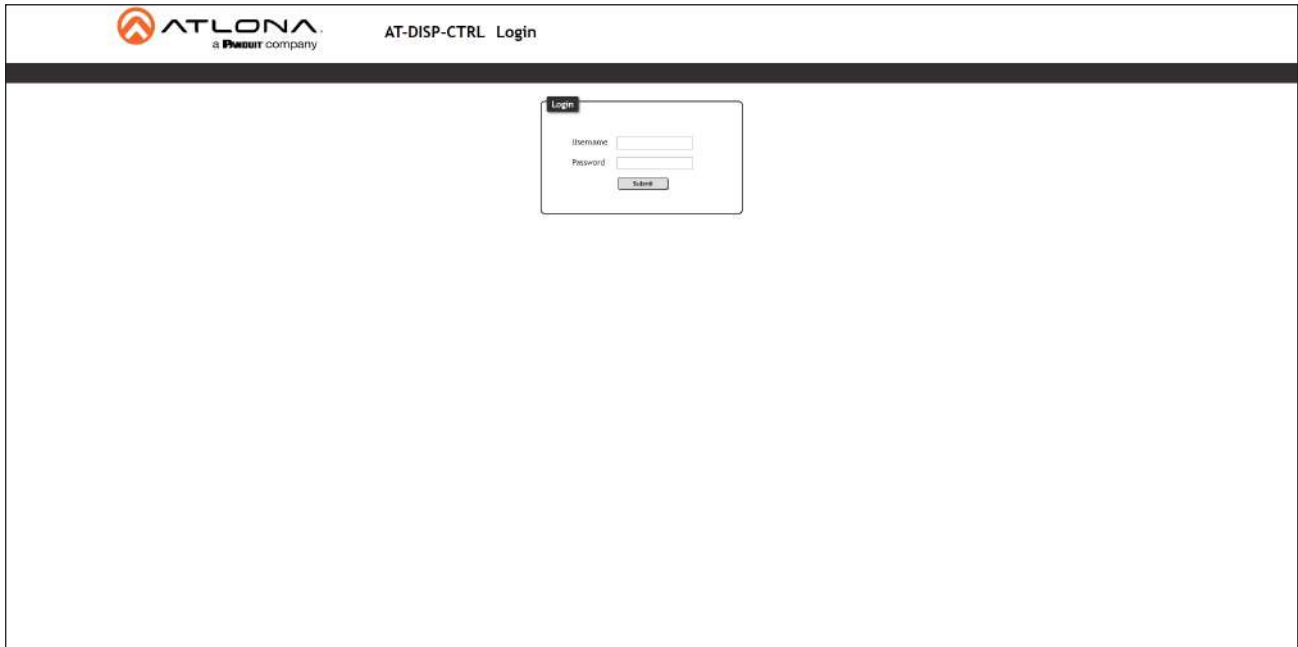 ATLONA.
a PANDUIT company
AT-DISP-CTRL Login
Login
Username
Password
Submit